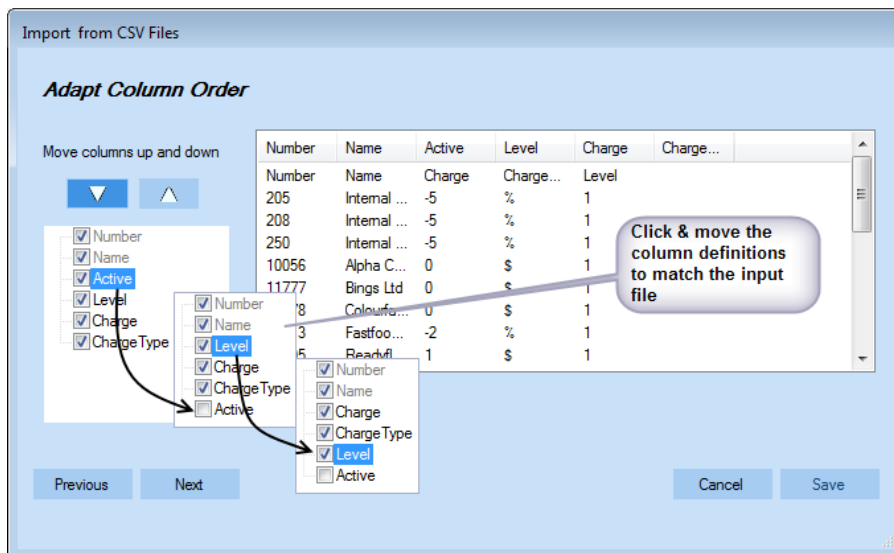 Import from CSV Files
Adapt Column Order
Move columns up and down
Number Name Active Level Charge Charge...
Number Name Charge Charge... Level
205 Internal ... -5 % 1
208 Internal ... -5 % 1
250 Internal ... -5 % 1
10056 Alpha C... 0 $ 1
11777 Bings Ltd 0 $
8 Colourfa... 0 $ 1
3 Fastfoo... -2 % 1
5 Readyfl... 1 $ 1
Click & move the
column definitions
to match the input
file
Number
Name
Active
Level
Charge
ChargeType
Number
Name
Level
Charge
ChargeType
Active
Number
Name
Charge
ChargeType
Level
Active
Previous Next Cancel Save